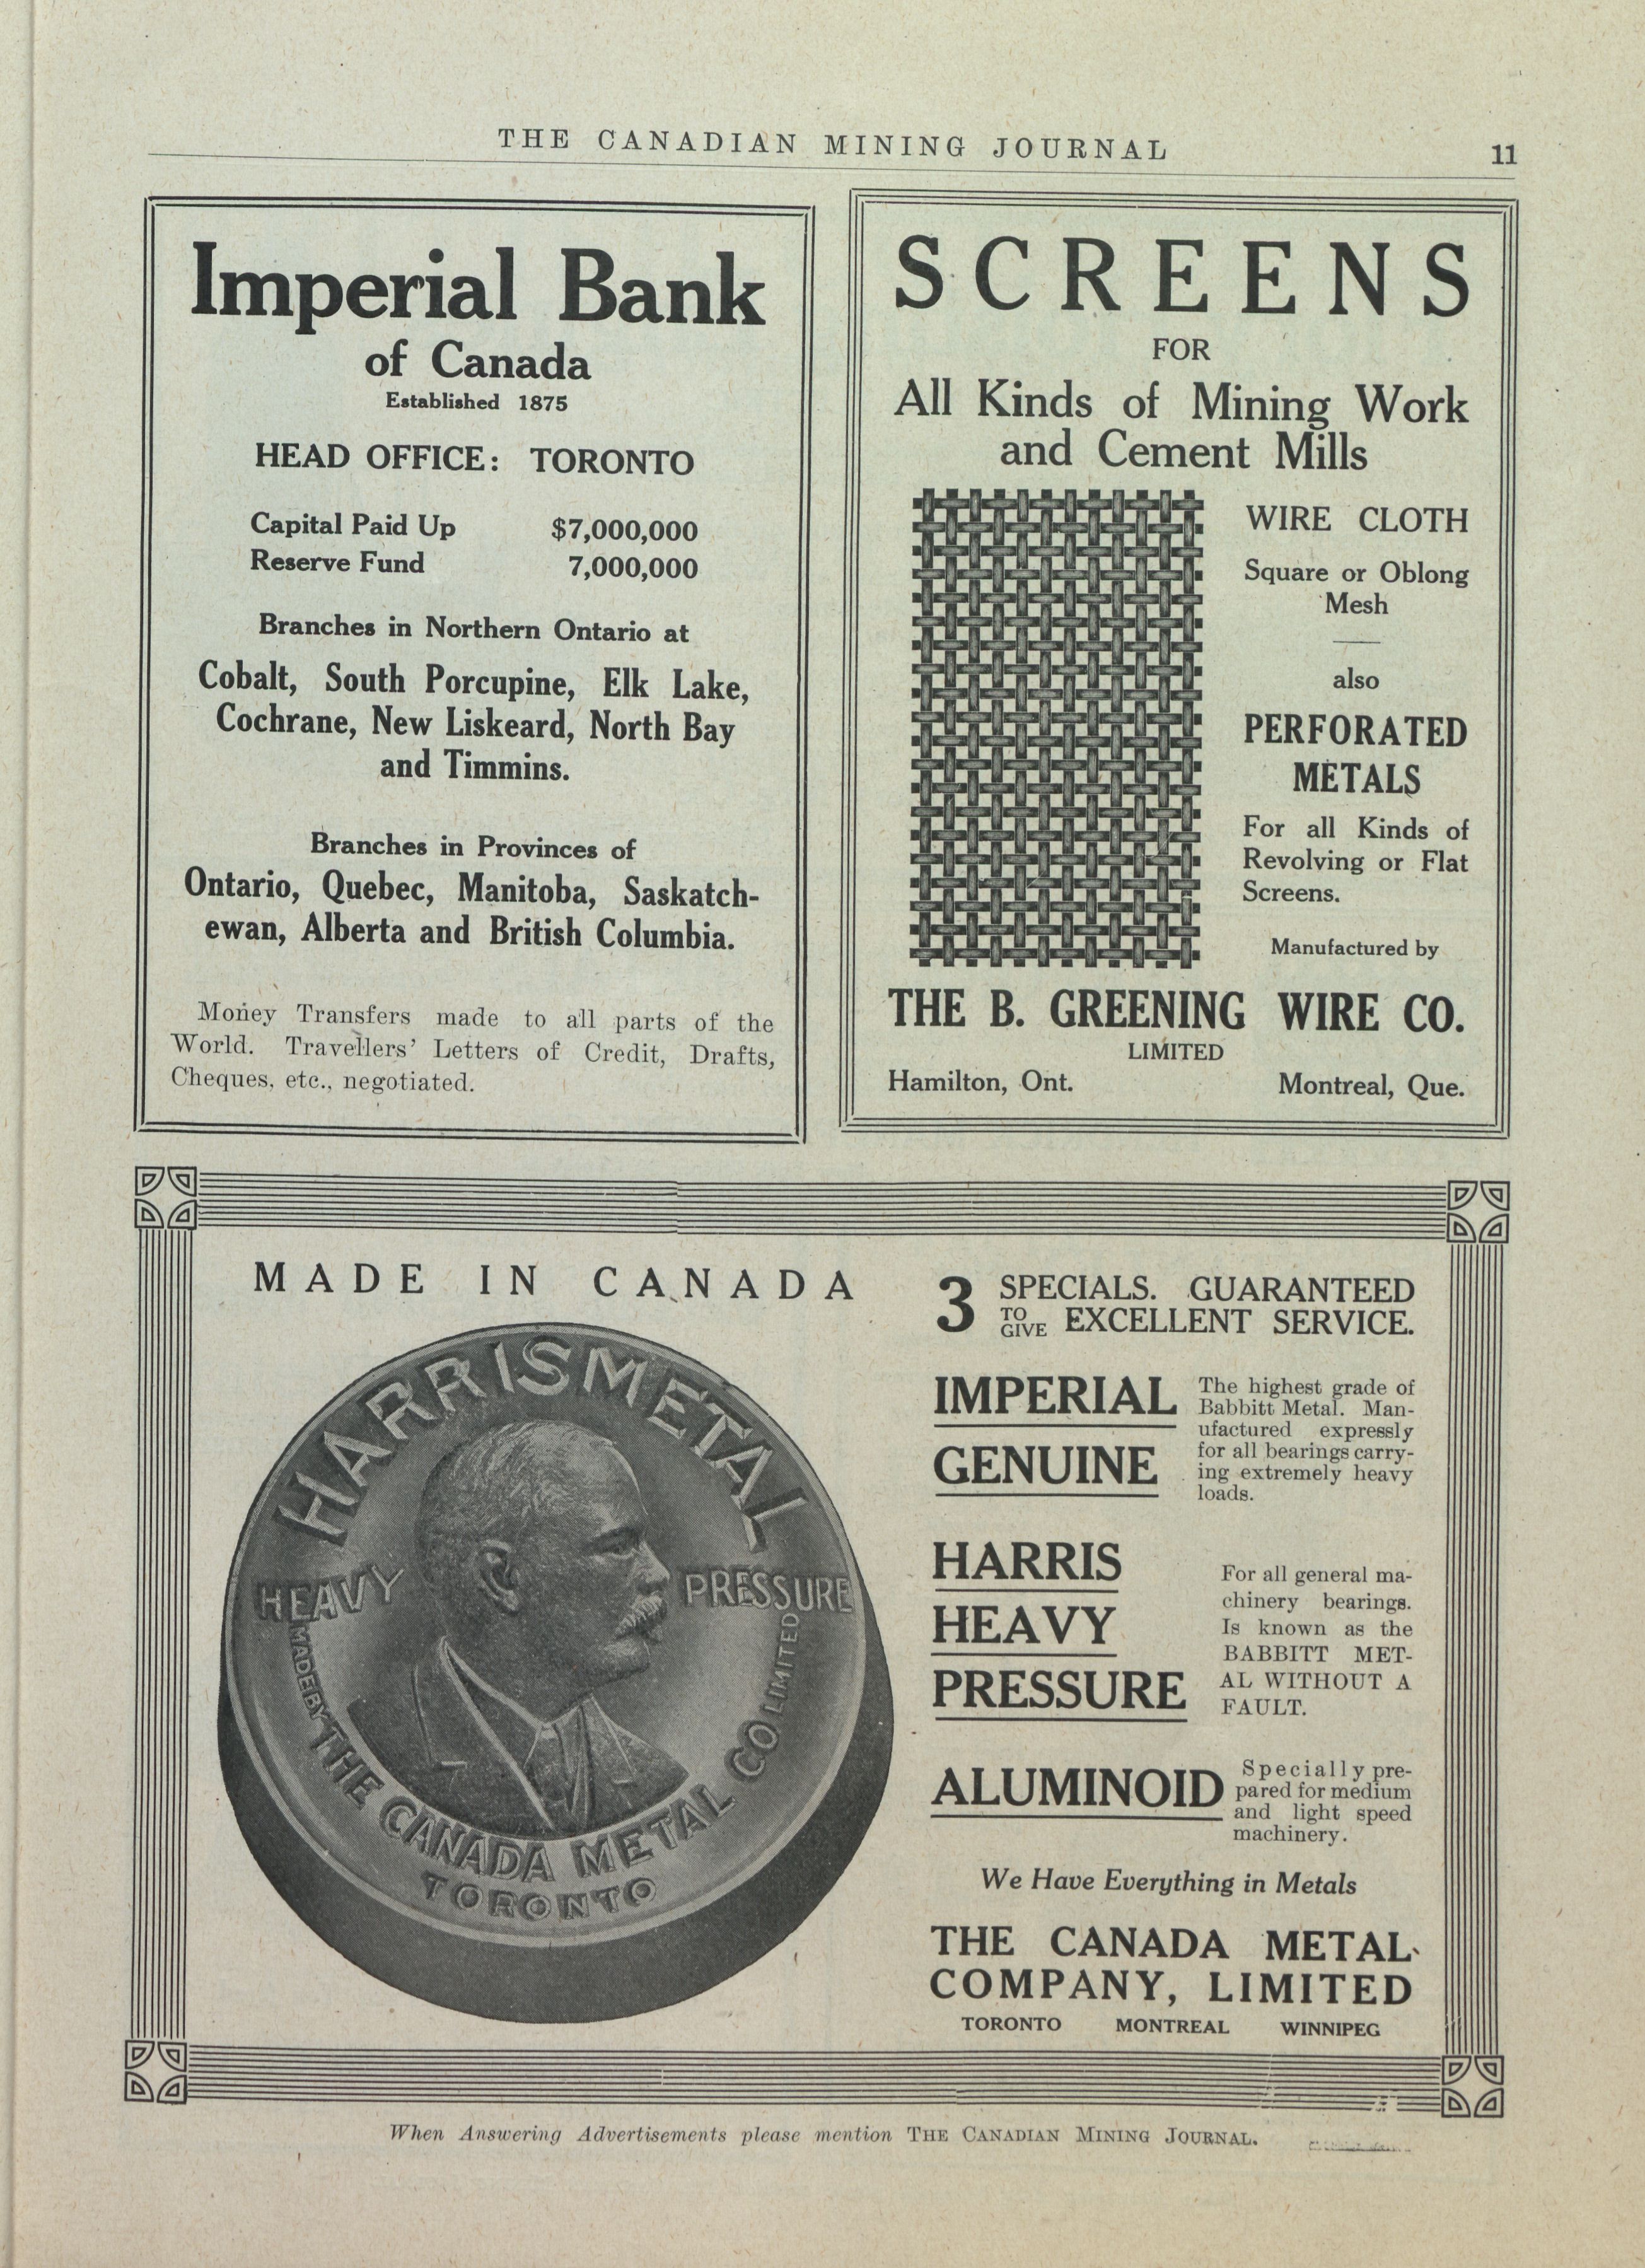 THE CANADIAN MINING JOURNAL
11
Imperial Bank
of Canada
Established 1875
HEAD OFFICE: TORONTO
Capital Paid Up $7,000,000
Reserve Fund 7,000,000
Branches in Northern Ontario at
Cobalt, South Porcupine, Elk Lake,
Cochrane, New Liskeard, North Bay
and Timmins.
Branches in Provinces of
Ontario, Quebec, Manitoba, Saskatch-
ewan, Alberta and British Columbia.
Money Transfers made to all parts of the
World. Travellers' Letters of Credit, Drafts,
Cheques, etc., negotiated.
SCREENS
FOR
All Kinds of Mining Work
and Cement Mills
WIRE CLOTH
Square or Oblong
Mesh
also
PERFORATED
METALS
For all Kinds of
Revolving or Flat
Screens.
Manufactured by
THE B. GREENING WIRE CO.
LIMITED
Hamilton, Ont. Montreal, Que.
MADE IN CANADA
HARRISMETAL
HEAVY PRESSURE
MADE BY THE CANADA METAL CO LIMITED
TORONTO
3 SPECIALS. GUARANTEED
TO GIVE EXCELLENT SERVICE.
IMPERIAL
GENUINE
The highest grade of
Babbitt Metal. Man-
ufactured expressly
for all bearings carry-
ing extremely heavy
loads.
HARRIS
HEAVY
PRESSURE
For all general ma-
chinery bearings.
Is known as the
BABBITT MET-
AL WITHOUT A
FAULT.
ALUMINOID
Specially pre-
pared for medium
and light speed
machinery.
We Have Everything in Metals
THE CANADA METAL
COMPANY, LIMITED
TORONTO MONTREAL WINNIPEG
When Answering Advertisements please mention THE CANADIAN MINING JOURNAL.